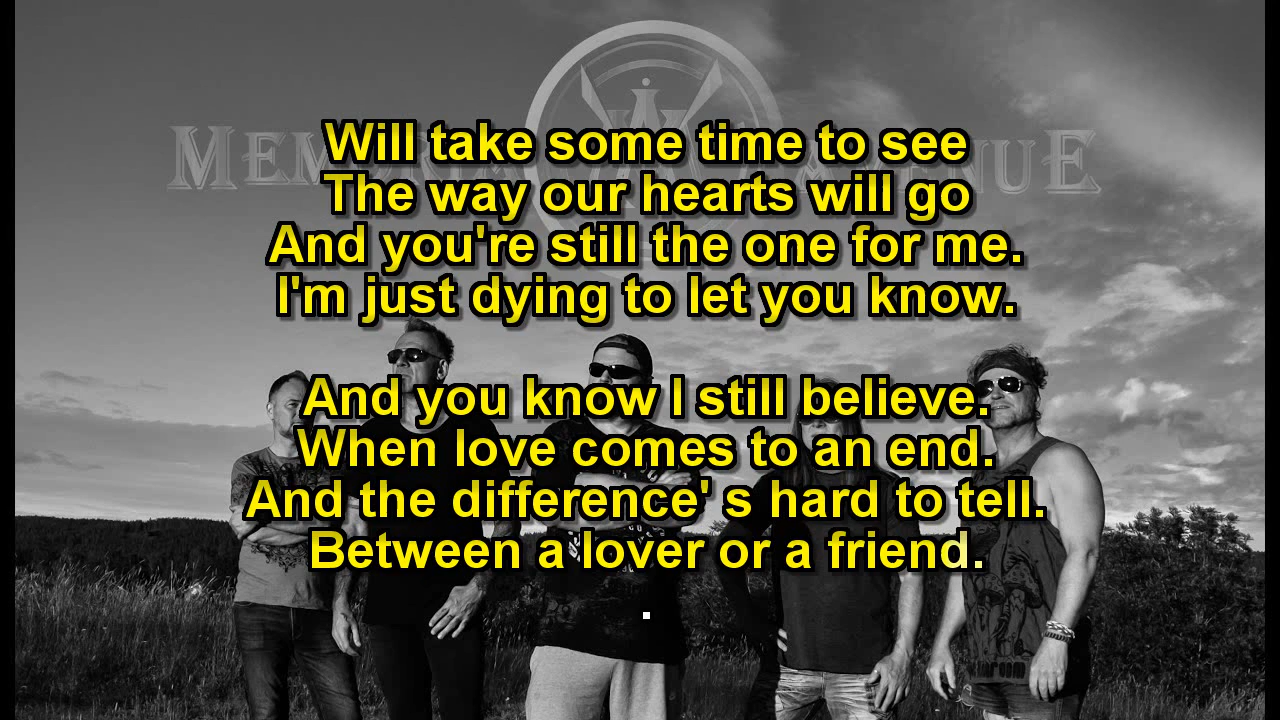 Will take some time to see
The way our hearts will go
And you're still the one for me.
I'm just dying to let you know.
And you know I still believe.
When love comes to an end.
And the difference' s hard to tell.
Between a lover or a friend.
.